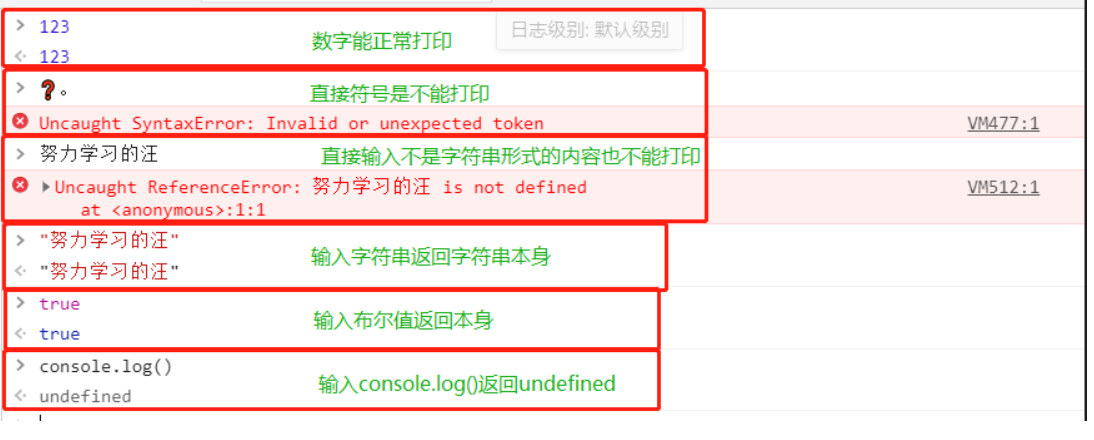 > 123
数字能正常打印
日志级别: 默认级别
<· 123
> ❓。
直接符号是不能打印
Uncaught SyntaxError: Invalid or unexpected token
VM477:1
> 努力学习的汪
直接输入不是字符串形式的内容也不能打印
▶Uncaught ReferenceError: 努力学习的汪 is not defined
VM512:1
at <anonymous>:1:1
> "努力学习的汪"
输入字符串返回字符串本身
<· "努力学习的汪"
> true
输入布尔值返回本身
<· true
> console.log()
输入console.log()返回undefined
<· undefined